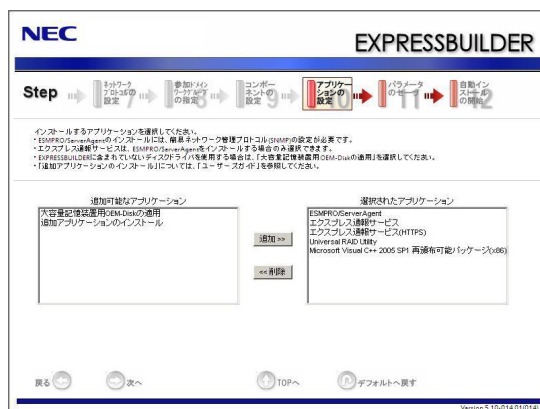 NEC
EXPRESSBUILDER
Step
ネットワーク
プロトコルの
設定 7
参加ドメイン
ワークグループ
の指定 8
コンポー
ネントの
設定 9
アプリケー
ションの
設定 10
パラメータ
のセーブ 11
自動イン
ストール
の開始 12
インストールするアプリケーションを選択してください。
・ESMPRO/ServerAgentのインストールには、簡易ネットワーク管理プロトコル(SNMP)の設定が必要です。
・エクスプレス通報サービスは、ESMPRO/ServerAgentをインストールする場合のみ選択できます。
・EXPRESSBUILDERに含まれていないディスクドライバを使用する場合は、「大容量記憶装置用OEM-Diskの適用」を選択してください。
・「追加アプリケーションのインストール」については、「ユーザーズガイド」を参照してください。
追加可能なアプリケーション
選択されたアプリケーション
大容量記憶装置用OEM-Diskの適用
追加アプリケーションのインストール
追加 >>
<< 削除
ESMPRO/ServerAgent
エクスプレス通報サービス
エクスプレス通報サービス(HTTPS)
Universal RAID Utility
Microsoft Visual C++ 2005 SP1 再頒布可能パッケージ(x86)
戻る
次へ
TOPへ
デフォルトへ戻す
Version 5.10-014.01(014)